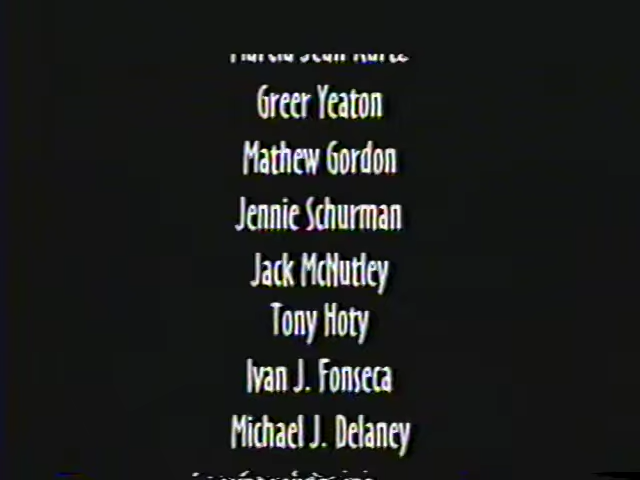 Greer Yeaton
Mathew Gordon
Jennie Schurman
Jack McNutley
Tony Hoty
Ivan J. Fonseca
Michael J. Delaney